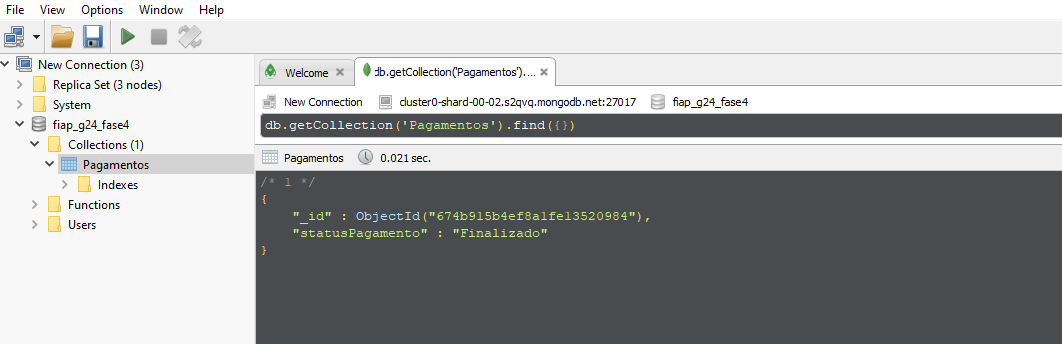 File View Options Window Help
New Connection (3)
Replica Set (3 nodes)
System
fiap_g24_fase4
Collections (1)
Pagamentos
Indexes
Functions
Users
Welcome db.getCollection('Pagamentos')....
New Connection cluster0-shard-00-02.s2qvq.mongodb.net:27017 fiap_g24_fase4
db.getCollection('Pagamentos').find({})
Pagamentos 0.021 sec.
/* 1 */
{
"_id" : ObjectId("674b915b4ef8a1fe13520984"),
"statusPagamento" : "Finalizado"
}